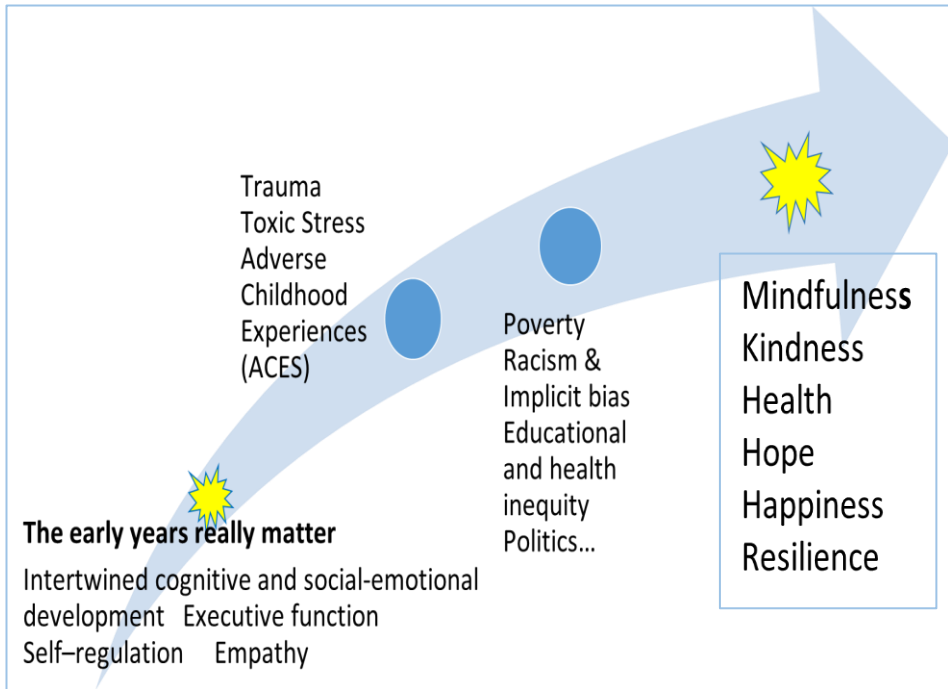 Trauma
Toxic Stress
Adverse
Childhood
Experiences
(ACES)
Poverty
Racism &
Implicit bias
Educational
and health
inequity
Politics...
Mindfulness
Kindness
Health
Hope
Happiness
Resilience
The early years really matter
Intertwined cognitive and social-emotional
development   Executive function
Self–regulation   Empathy